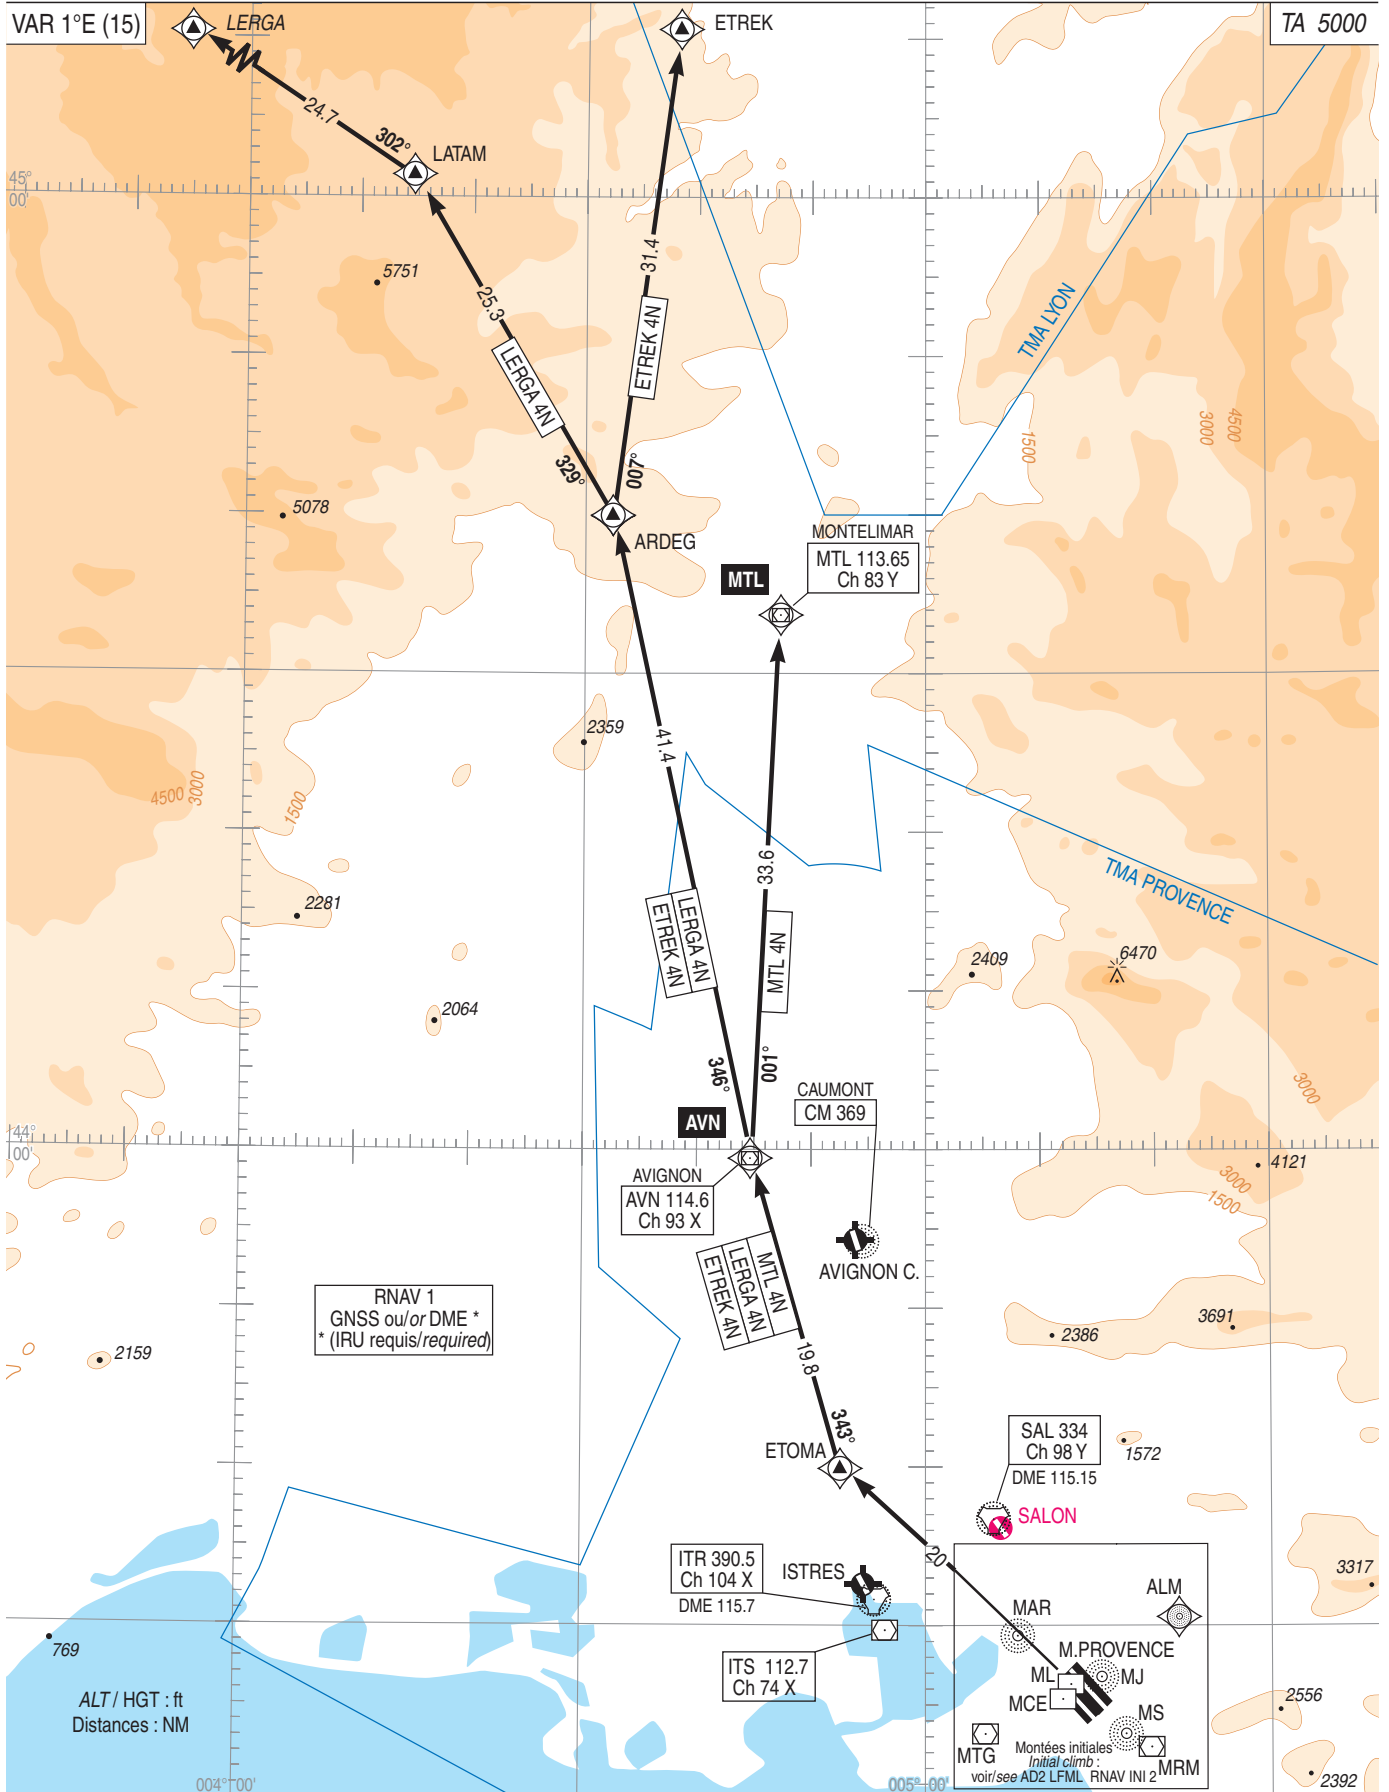 VAR 1°E (15)
LERGA
ETREK
TA 5000
24.7
302°
LATAM
45°
00'
5751
31.4
25.3
ETREK 4N
LERGA 4N
TMA LYON
3000
4500
1500
329°
007°
5078
ARDEG
MONTELIMAR
MTL 113.65
Ch 83 Y
MTL
2359
41.4
4500
3000
1500
33.6
TMA PROVENCE
2281
LERGA 4N
ETREK 4N
MTL 4N
2409
6470
2064
346°
001°
CAUMONT
CM 369
3000
AVN
44°
00'
AVIGNON
AVN 114.6
Ch 93 X
4121
3000
1500
AVIGNON C.
MTL 4N
LERGA 4N
ETREK 4N
RNAV 1
GNSS ou/or DME *
* (IRU requis/required)
2159
3691
2386
19.8
343°
ETOMA
SAL 334
Ch 98 Y
DME 115.15
1572
SALON
20
ITR 390.5
Ch 104 X
DME 115.7
ISTRES
3317
ALM
MAR
769
M.PROVENCE
ML
MJ
MCE
ITS 112.7
Ch 74 X
ALT / HGT : ft
Distances : NM
MS
2556
MTG
Montées initiales
Initial climb :
voir/see AD2 LFML RNAV INI 2
MRM
2392
004°00'
005°00'